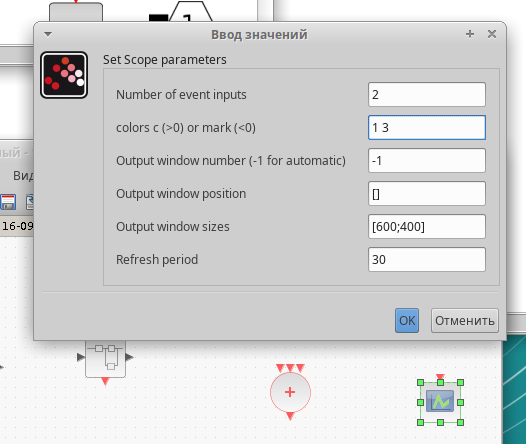 1
Ввод значений
Set Scope parameters
Number of event inputs 2
colors c (>0) or mark (<0) 1 3
Output window number (-1 for automatic) -1
Output window position []
Output window sizes [600;400]
Refresh period 30
OK Отменить
ный -
Вид
16-09
+